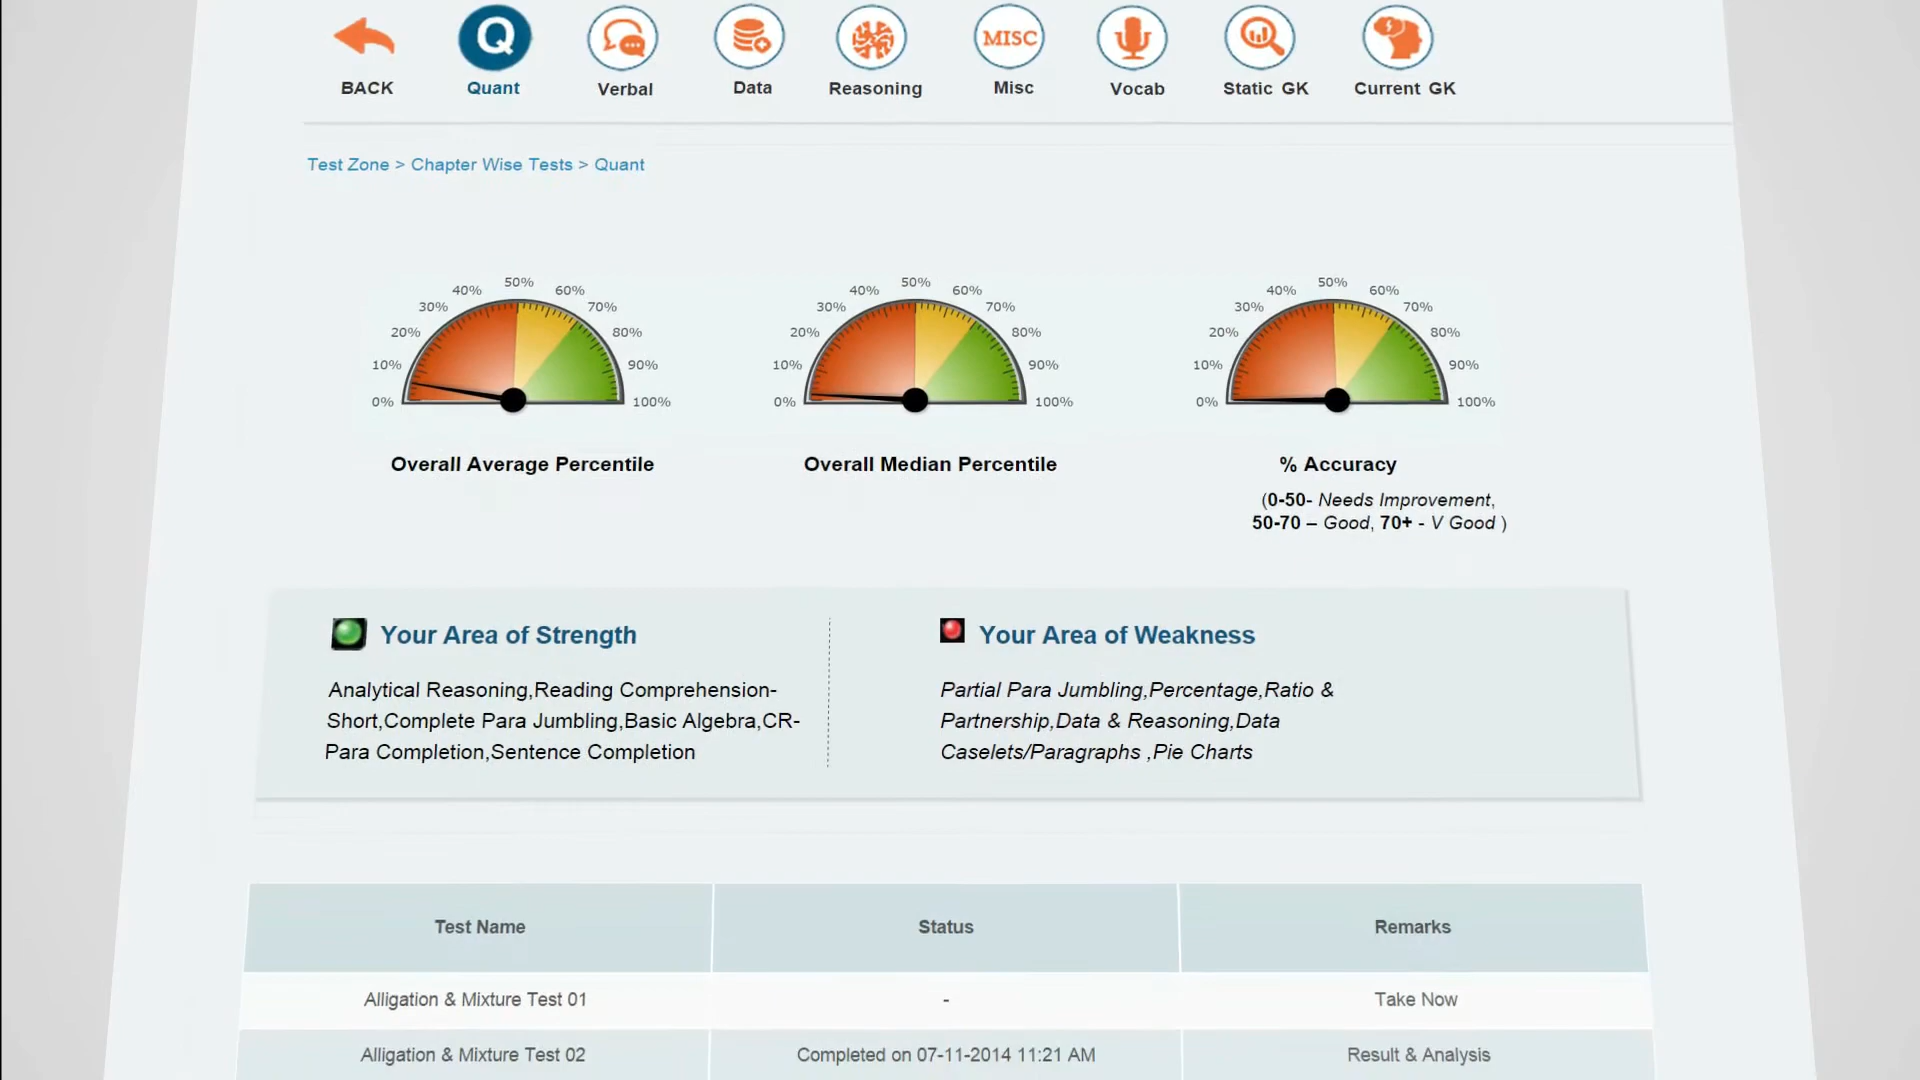 Q
MISC
BACK
Quant
Verbal
Data
Reasoning
Misc
Vocab
Static GK
Current GK
Test Zone > Chapter Wise Tests > Quant
0% 10% 20% 30% 40% 50% 60% 70% 80% 90% 100%
0% 10% 20% 30% 40% 50% 60% 70% 80% 90% 100%
0% 10% 20% 30% 40% 50% 60% 70% 80% 90% 100%
Overall Average Percentile
Overall Median Percentile
% Accuracy
(0-50- Needs Improvement,
50-70 – Good, 70+ - V Good )
Your Area of Strength
Analytical Reasoning,Reading Comprehension-
Short,Complete Para Jumbling,Basic Algebra,CR-
Para Completion,Sentence Completion
Your Area of Weakness
Partial Para Jumbling,Percentage,Ratio &
Partnership,Data & Reasoning,Data
Caselets/Paragraphs ,Pie Charts
Test Name Status Remarks
Alligation & Mixture Test 01 - Take Now
Alligation & Mixture Test 02 Completed on 07-11-2014 11:21 AM Result & Analysis